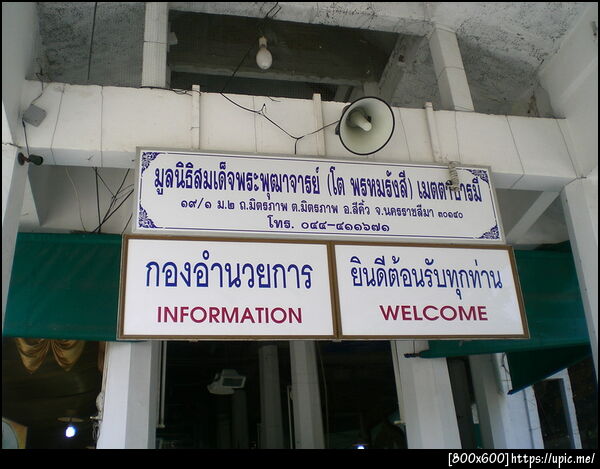 มูลนิธิสมเด็จพระพุฒาจารย์ (โต พรหมรังสี) เมตตาบารมี
๑๙/๑ ม.๒ ถ.มิตรภาพ ต.มิตรภาพ อ.สีคิ้ว จ.นครราชสีมา ๓๐๑๔๐
โทร. ๐๔๔-๔๑๑๖๗๑
กองอำนวยการ
INFORMATION
ยินดีต้อนรับทุกท่าน
WELCOME
[800x600]https://upic.me/